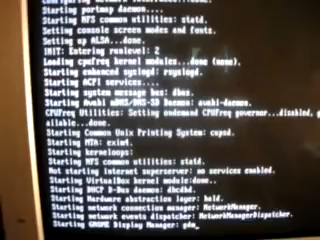 Starting portmap daemon....
Starting NFS common utilities: statd.
Setting console screen modes and fonts.
Setting up ALSA...done.
INIT: Entering runlevel: 2
Loading cpufreq kernel modules...done (none).
Starting enhanced syslogd: rsyslogd.
Starting ACPI services....
Starting system message bus: dbus.
Starting Avahi mDNS/DNS-SD Daemon: avahi-daemon.
CPUFreq Utilities: Setting ondemand CPUFreq governor...disabled, g
ailable...done.
Starting Common Unix Printing System: cupsd.
Starting MTA: exim4.
Starting kerneloops:
Starting NFS common utilities: statd.
Not starting internet superserver: no services enabled.
Starting VirtualBox kernel module:done..
Starting DHCP D-Bus daemon: dhcdbd.
Starting Hardware abstraction layer: hald.
Starting network connection manager: NetworkManager.
Starting network events dispatcher: NetworkManagerDispatcher.
Starting GNOME Display Manager: gdm_